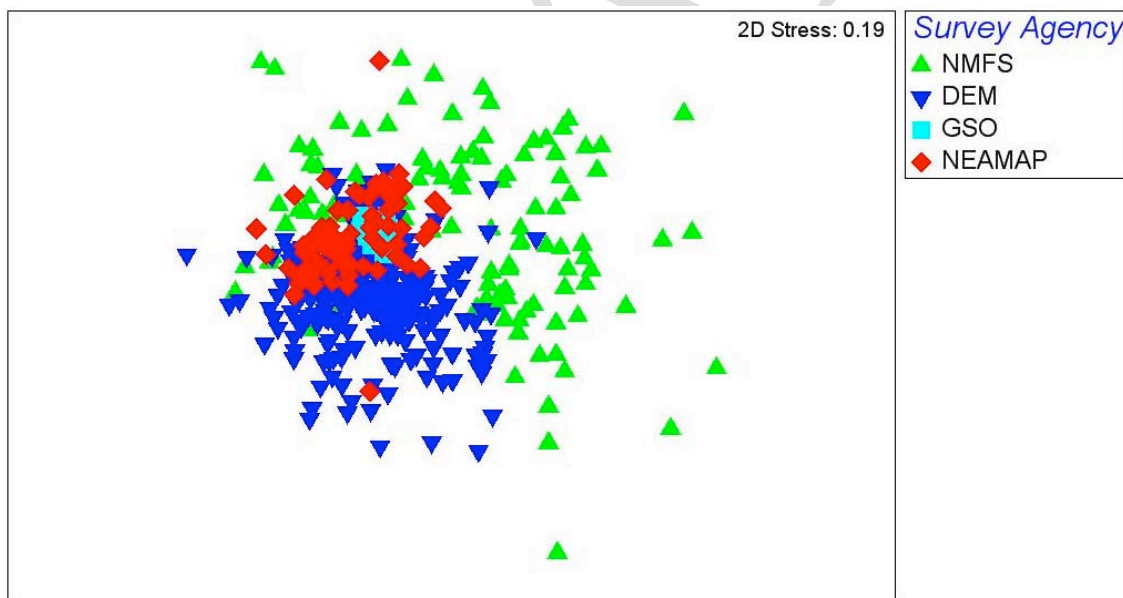 2D Stress: 0.19
Survey Agency
NMFS
DEM
GSO
NEAMAP